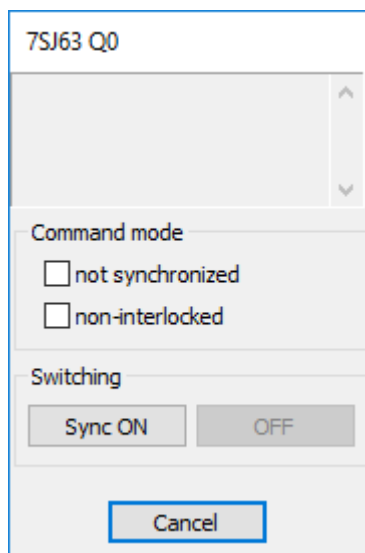 7SJ63 Q0
Command mode
not synchronized
non-interlocked
Switching
Sync ON
OFF
Cancel